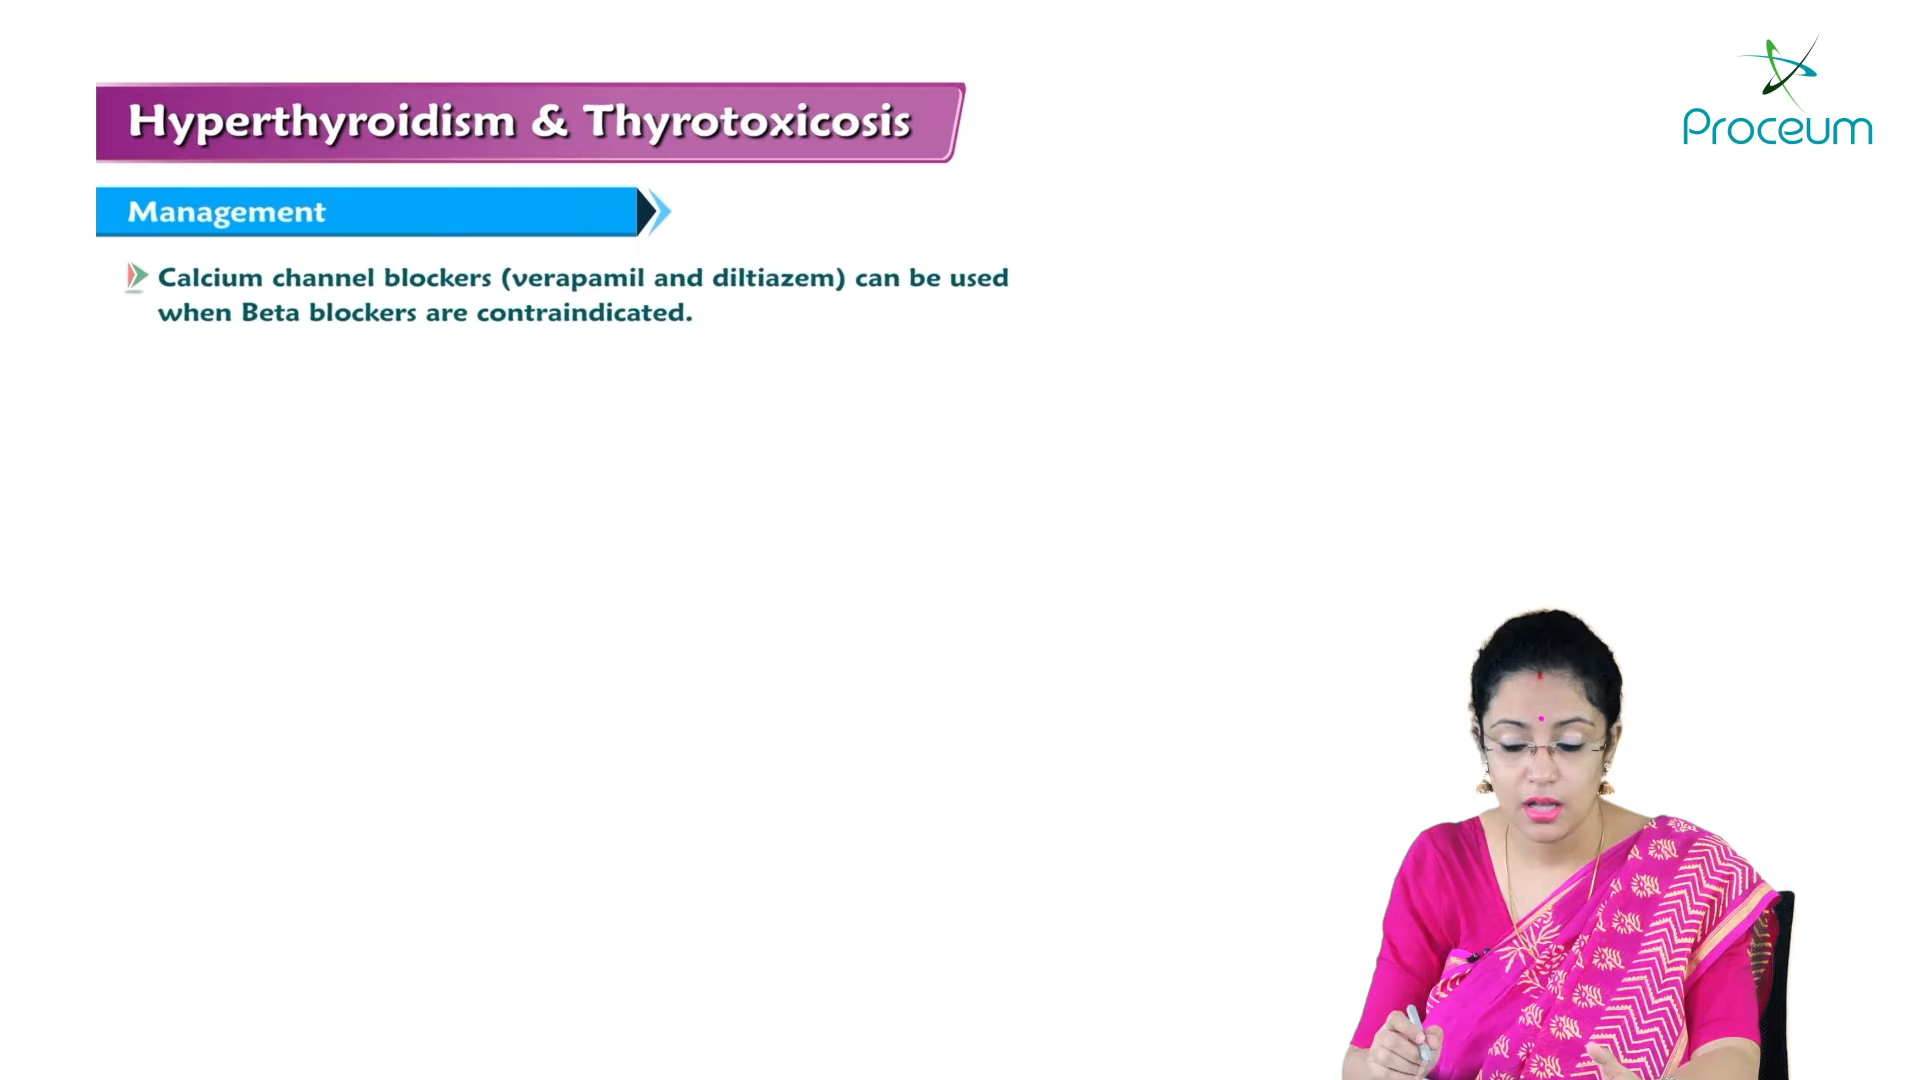 Hyperthyroidism & Thyrotoxicosis
Proceum
Management
Calcium channel blockers (verapamil and diltiazem) can be used
when Beta blockers are contraindicated.